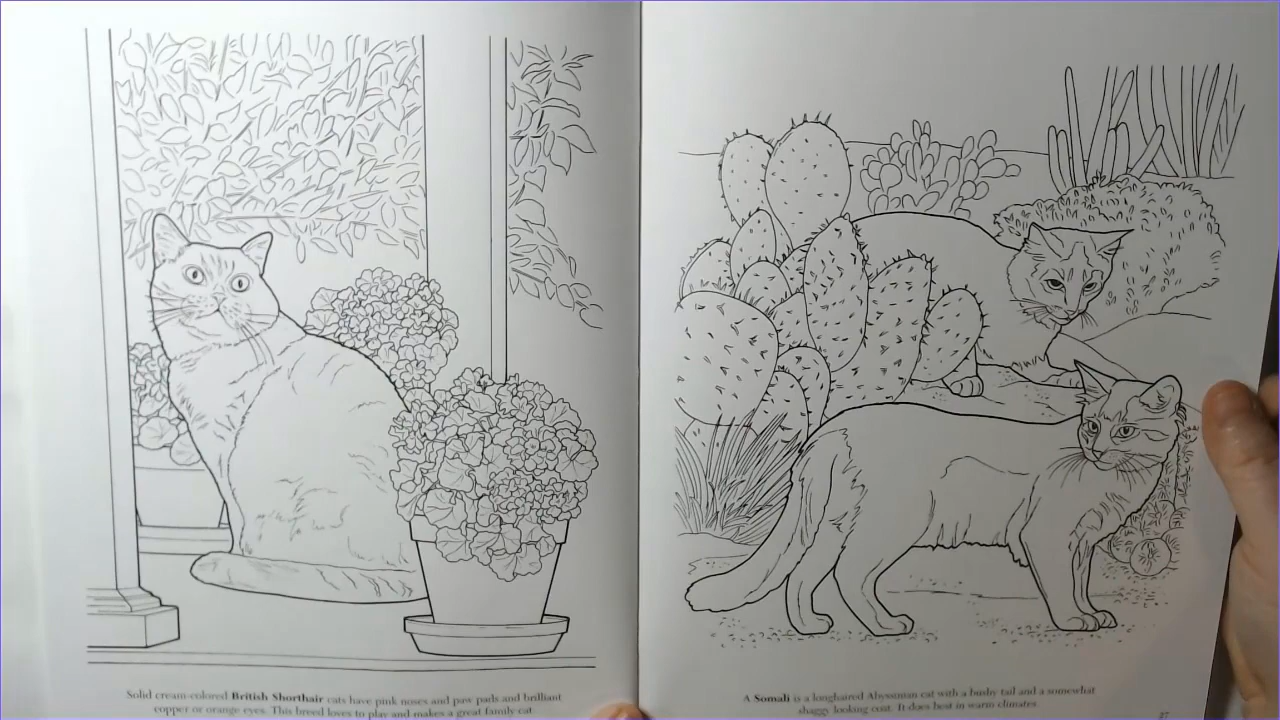 Solid cream-colored British Shorthair cats have pink noses and paw pads and brilliant
copper or orange eyes. This breed loves to play and makes a great family cat
A Somali is a longhaired Abyssinian cat with a bushy tail and a somewhat
shaggy looking coat. It does best in warm climates
27